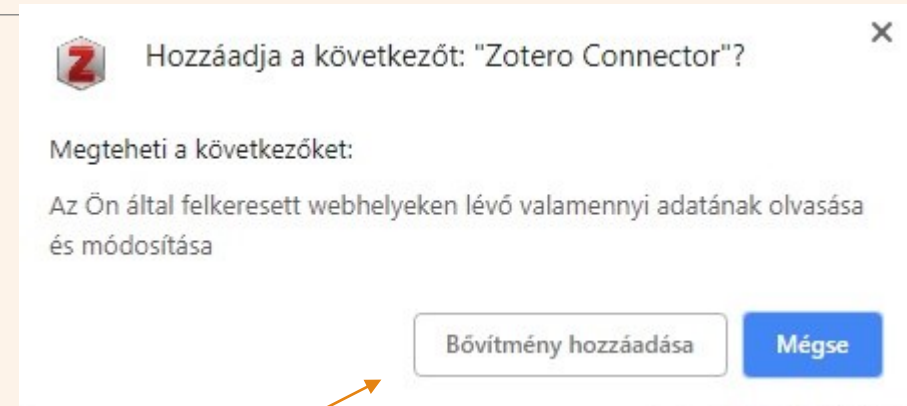 Z
Hozzáadja a következőt: "Zotero Connector"?
Megteheti a következőket:
Az Ön által felkeresett webhelyeken lévő valamennyi adatának olvasása
és módosítása
Bővítmény hozzáadása
Mégse